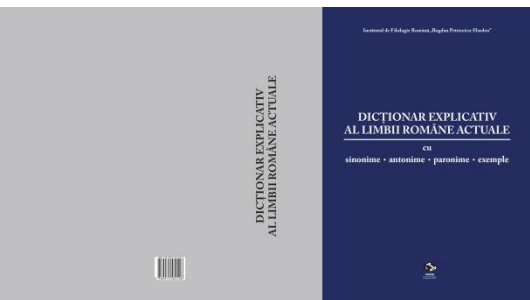 Institutul de Filologie Română „Bogdan Petriceicu-Hasdeu”
DICȚIONAR EXPLICATIV
AL LIMBII ROMÂNE ACTUALE
cu
sinonime • antonime • paronime • exemple
DICȚIONAR EXPLICATIV
AL LIMBII ROMÂNE ACTUALE